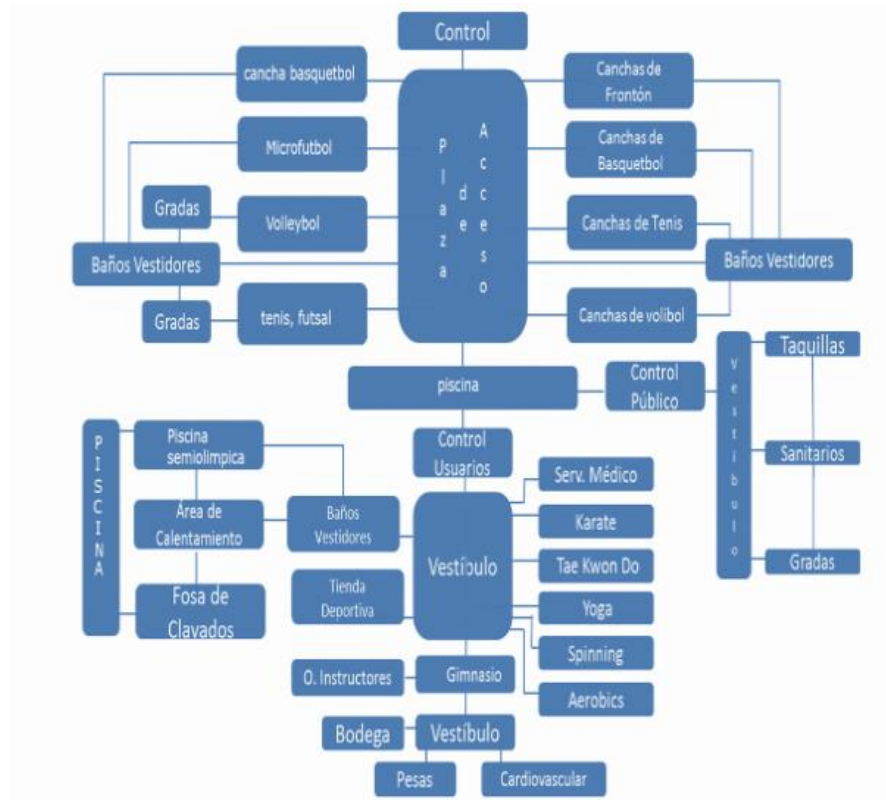 Control
cancha basquetbol
Canchas de
Frontón
Microfutbol
Canchas de
Basquetbol
Plaza
de
Acceso
Gradas
Volleybol
Canchas de Tenis
Baños Vestidores
Baños Vestidores
Gradas
tenis, futsal
Canchas de volibol
Taquillas
piscina
Control
Público
Vestíbulo
PISCINA
Piscina
semiolimpica
Control
Usuarios
Sanitarios
Serv. Médico
Área de
Calentamiento
Baños
Vestidores
Karate
Vestíbulo
Tae Kwon Do
Gradas
Fosa de
Clavados
Tienda
Deportiva
Yoga
Spinning
O. Instructores
Gimnasio
Aerobics
Bodega
Vestíbulo
Pesas
Cardiovascular